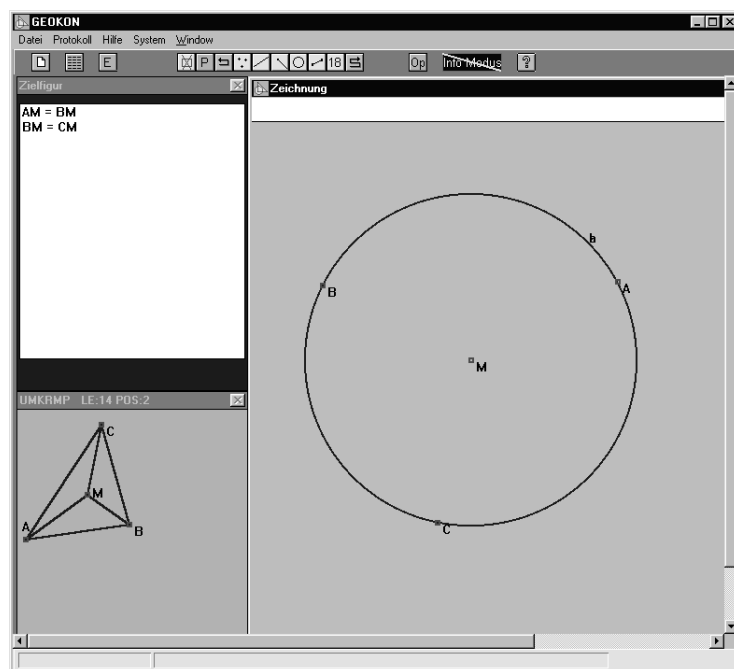 GEOKON
Datei Protokoll Hilfe System Window
E P 18 Op Info Modus ?
Zielfigur
AM = BM
BM = CM
UMKRMP LE:14 POS:2
C
M
A
B
Zeichnung
B
A
M
C